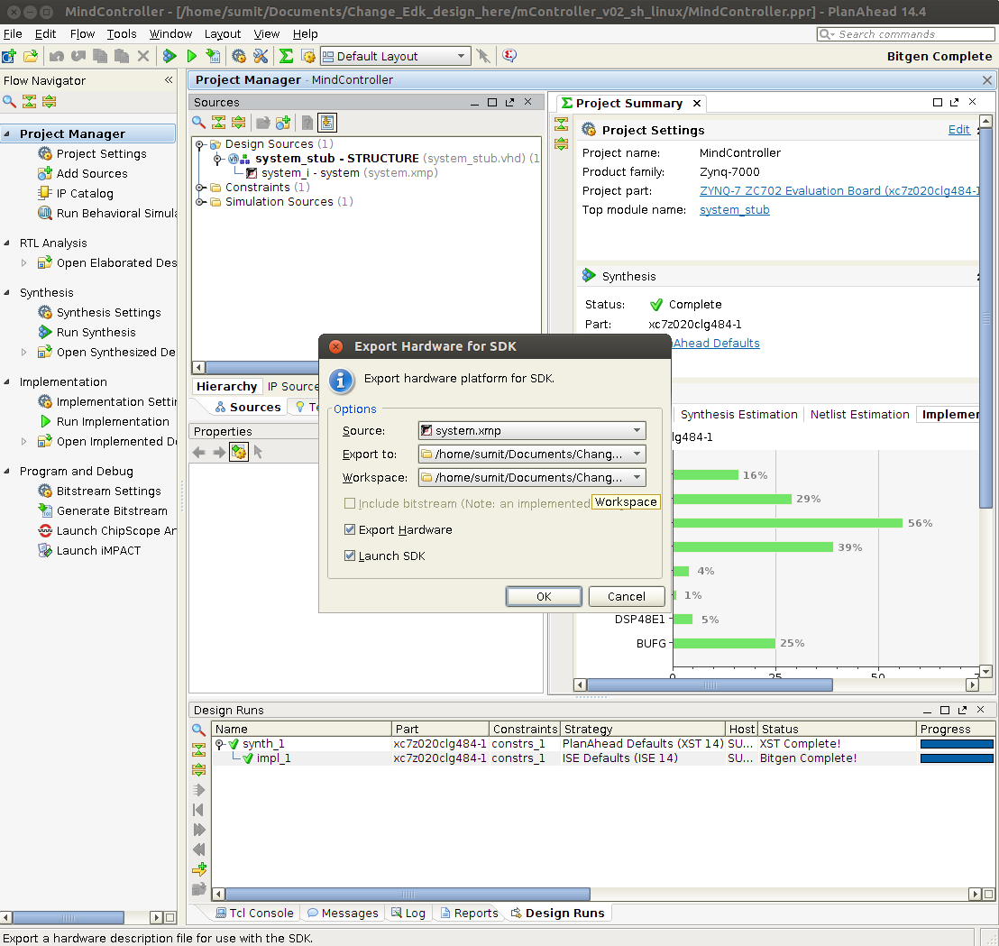 MindController - [/home/sumit/Documents/Change_Edk_design_here/mController_v02_sh_linux/MindController.ppr] - PlanAhead 14.4
File Edit Flow Tools Window Layout View Help
Search commands
Default Layout
Bitgen Complete
Flow Navigator
Project Manager
Project Settings
Add Sources
IP Catalog
Run Behavioral Simula
RTL Analysis
Open Elaborated Des
Synthesis
Synthesis Settings
Run Synthesis
Open Synthesized De
Implementation
Implementation Settin
Run Implementation
Open Implemented D
Program and Debug
Bitstream Settings
Generate Bitstream
Launch ChipScope An
Launch iMPACT
Project Manager - MindController
Sources
Design Sources (1)
system_stub - STRUCTURE (system_stub.vhd) (1
system_i - system (system.xmp)
Constraints (1)
Simulation Sources (1)
Hierarchy
IP Source
Sources
Te
Properties
Project Summary
Project Settings
Edit
Project name: MindController
Product family: Zynq-7000
Project part: ZYNQ-7 ZC702 Evaluation Board (xc7z020clg484-1
Top module name: system_stub
Synthesis
Status: Complete
Part: xc7z020clg484-1
nAhead Defaults
Synthesis Estimation
Netlist Estimation
Implemen
lg484-1
16%
29%
56%
39%
4%
1%
DSP48E1 5%
BUFG 25%
0 25 50 7
Export Hardware for SDK
Export hardware platform for SDK.
Options
Source: system.xmp
Export to: /home/sumit/Documents/Chang...
Workspace: /home/sumit/Documents/Chang...
Include bitstream (Note: an implemented
Workspace
Export Hardware
Launch SDK
OK
Cancel
Design Runs
Name Part Constraints Strategy Host Status Progress
synth_1 xc7z020clg484-1 constrs_1 PlanAhead Defaults (XST 14) SU... XST Complete!
impl_1 xc7z020clg484-1 constrs_1 ISE Defaults (ISE 14) SU... Bitgen Complete!
Tcl Console
Messages
Log
Reports
Design Runs
Export a hardware description file for use with the SDK.